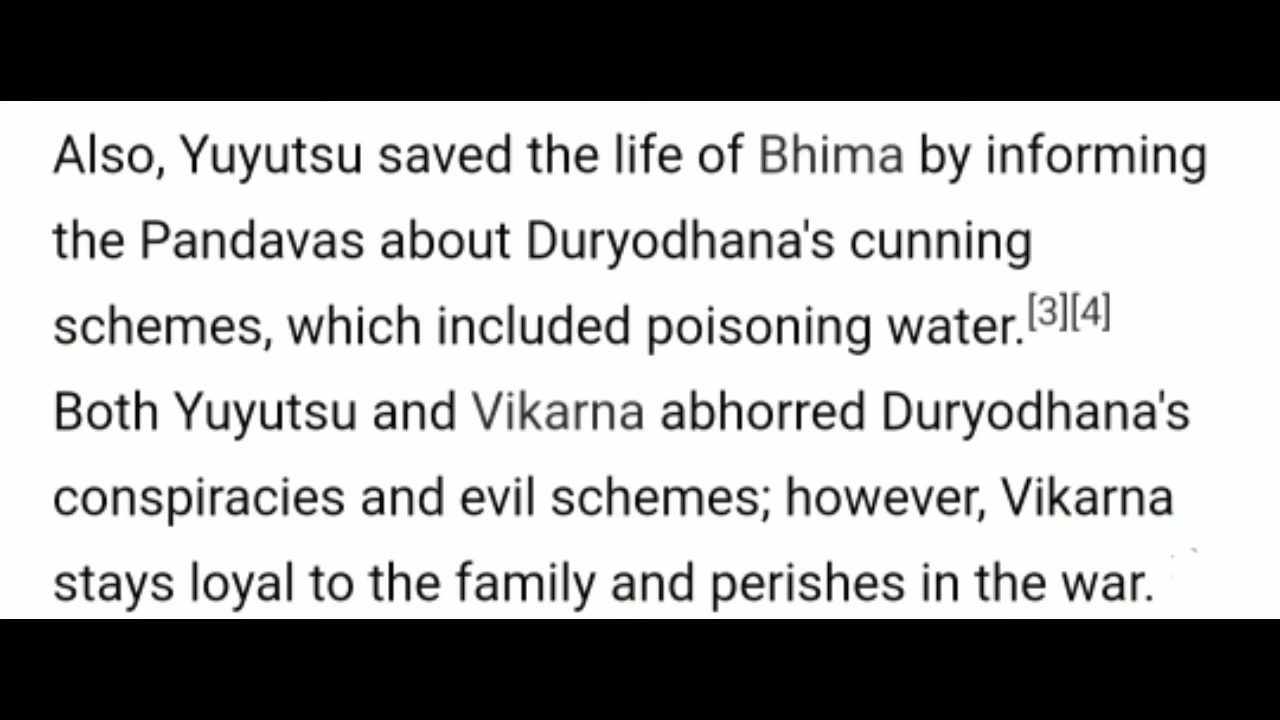 Also, Yuyutsu saved the life of Bhima by informing
the Pandavas about Duryodhana's cunning
schemes, which included poisoning water.[3][4]
Both Yuyutsu and Vikarna abhorred Duryodhana's
conspiracies and evil schemes; however, Vikarna
stays loyal to the family and perishes in the war.